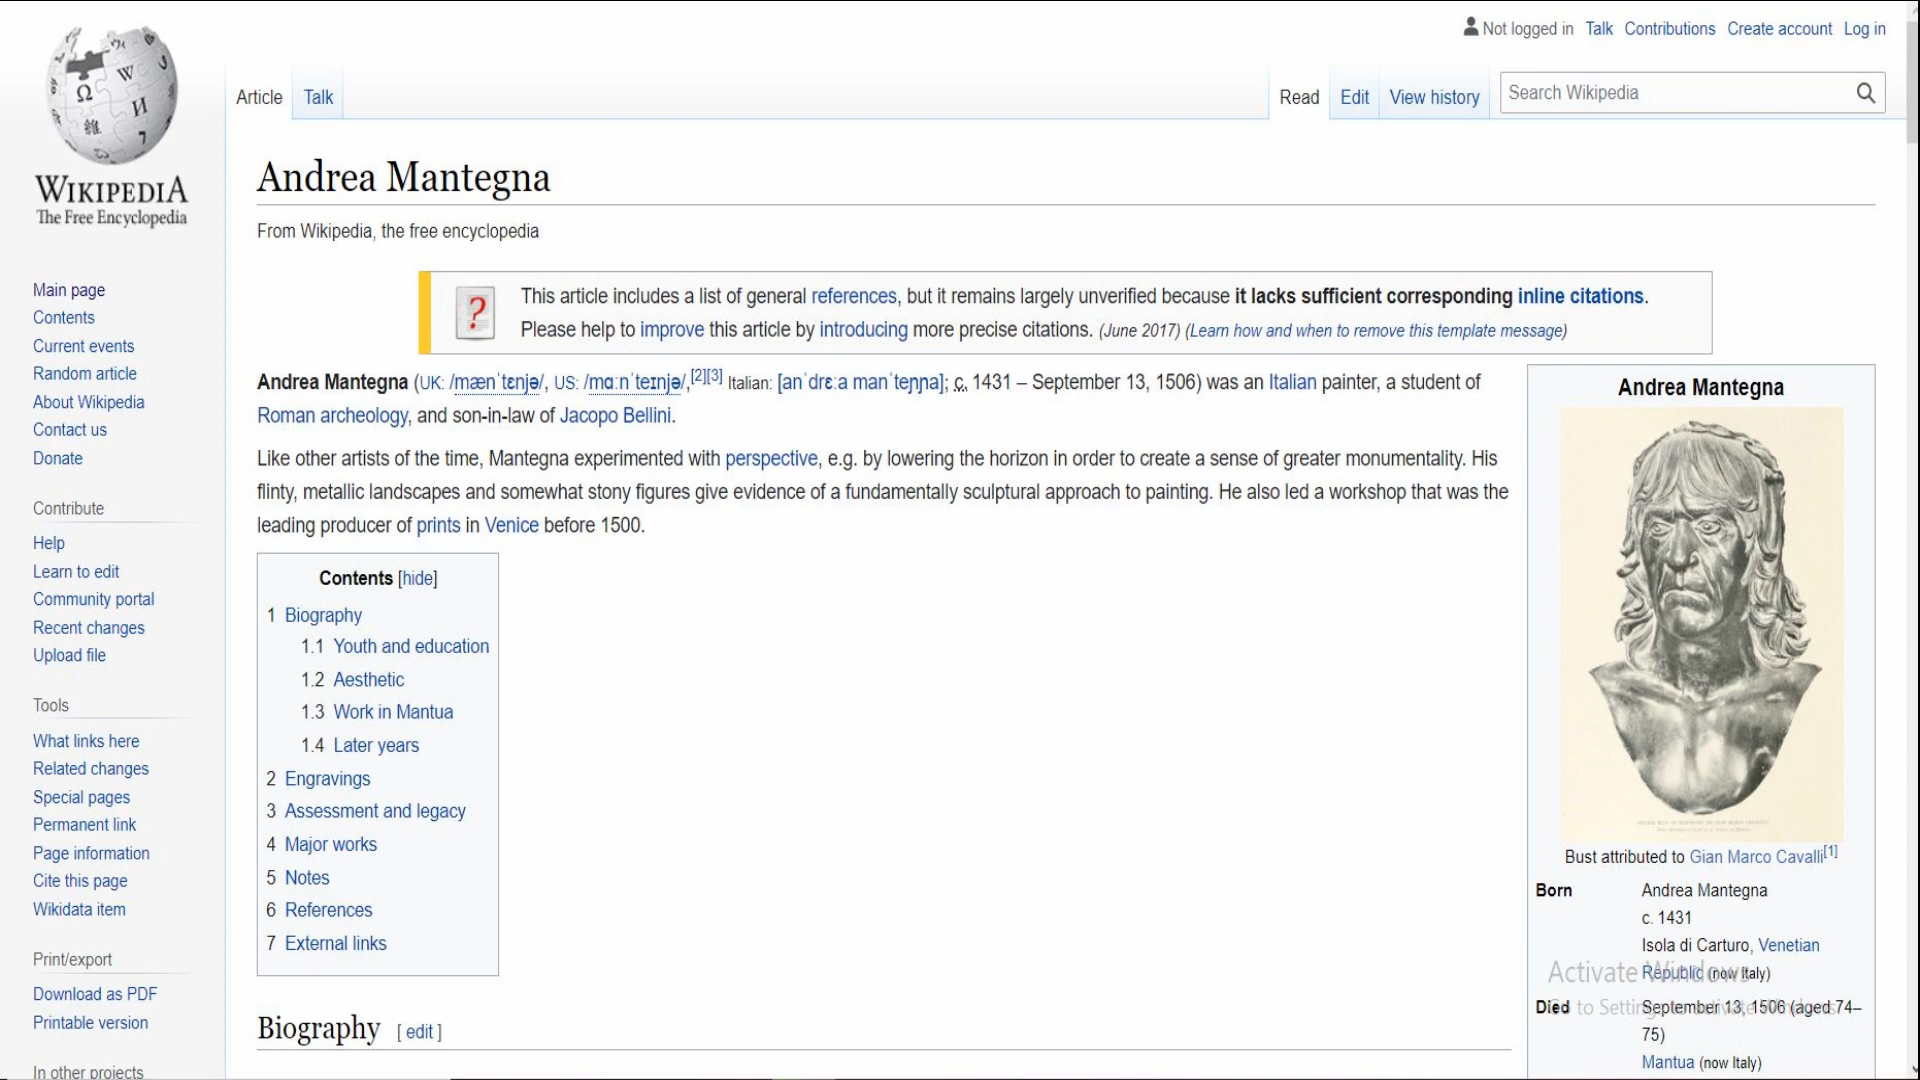 Not logged in Talk Contributions Create account Log in
Article Talk
Read Edit View history
Search Wikipedia
WIKIPEDIA
The Free Encyclopedia
Main page
Contents
Current events
Random article
About Wikipedia
Contact us
Donate
Contribute
Help
Learn to edit
Community portal
Recent changes
Upload file
Tools
What links here
Related changes
Special pages
Permanent link
Page information
Cite this page
Wikidata item
Print/export
Download as PDF
Printable version
In other projects
Andrea Mantegna
From Wikipedia, the free encyclopedia
This article includes a list of general references, but it remains largely unverified because it lacks sufficient corresponding inline citations.
Please help to improve this article by introducing more precise citations. (June 2017) (Learn how and when to remove this template message)
Andrea Mantegna (UK: /mænˈtɛnjə/, US: /mɑːnˈteɪnjə/,[2][3] Italian: [anˈdrɛːa manˈteɲɲa]; c. 1431 – September 13, 1506) was an Italian painter, a student of
Roman archeology, and son-in-law of Jacopo Bellini.
Like other artists of the time, Mantegna experimented with perspective, e.g. by lowering the horizon in order to create a sense of greater monumentality. His
flinty, metallic landscapes and somewhat stony figures give evidence of a fundamentally sculptural approach to painting. He also led a workshop that was the
leading producer of prints in Venice before 1500.
Contents [hide]
1 Biography
1.1 Youth and education
1.2 Aesthetic
1.3 Work in Mantua
1.4 Later years
2 Engravings
3 Assessment and legacy
4 Major works
5 Notes
6 References
7 External links
Biography [ edit ]
Andrea Mantegna
Bust attributed to Gian Marco Cavalli[1]
Born Andrea Mantegna
c. 1431
Isola di Carturo, Venetian
Republic (now Italy)
Died September 13, 1506 (aged 74–
75)
Mantua (now Italy)
Activate Windows
Go to Settings to activate Windows.